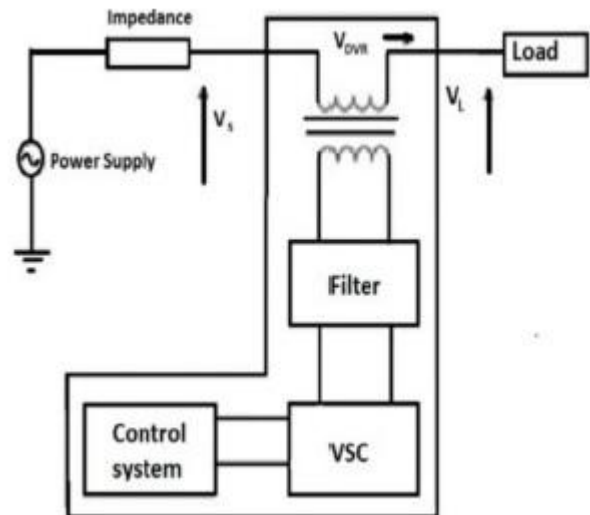 Impedance
V_DVR
Load
V_s
V_L
Power Supply
Filter
Control
system
VSC